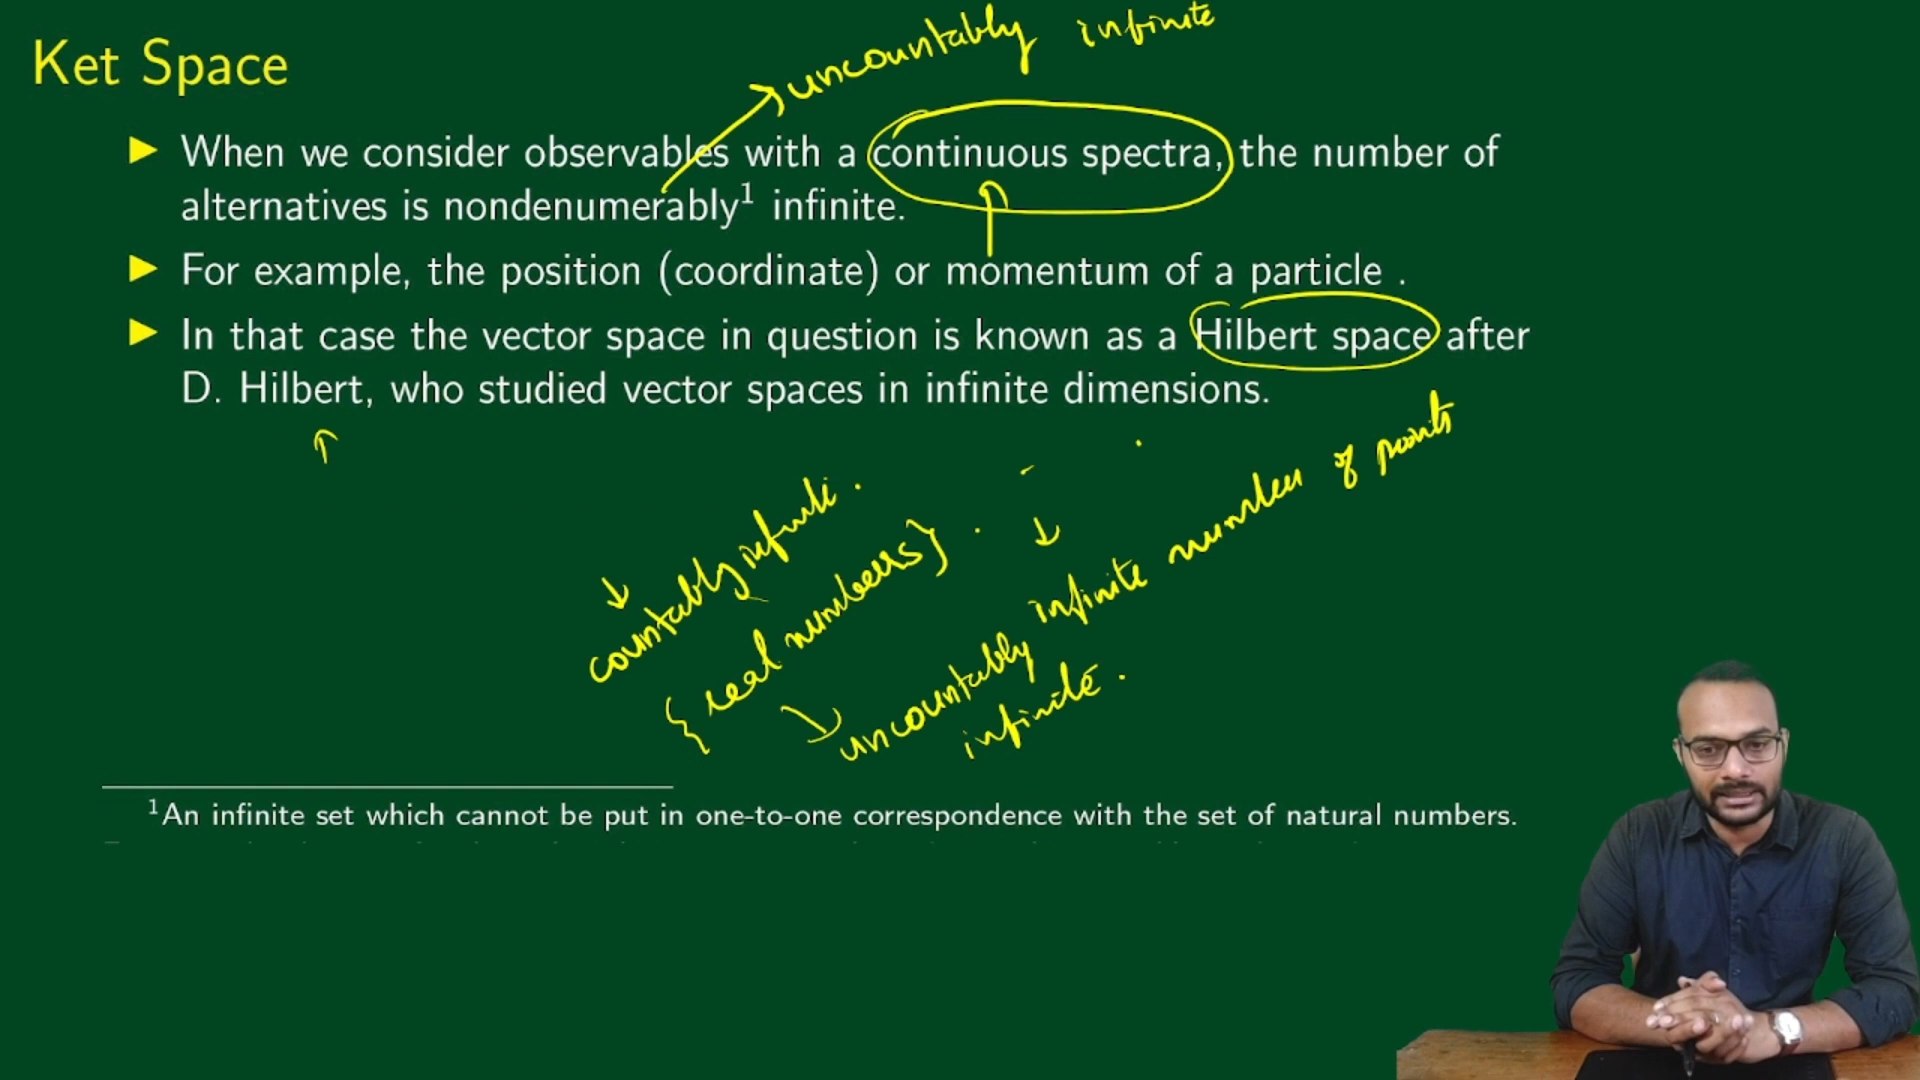 Ket Space
uncountably infinite
▶ When we consider observables with a continuous spectra, the number of
alternatives is nondenumerably¹ infinite.
▶ For example, the position (coordinate) or momentum of a particle .
▶ In that case the vector space in question is known as a Hilbert space after
D. Hilbert, who studied vector spaces in infinite dimensions.
countably infinite.
{real numbers}.
uncountably infinite number of points
uncountably
infinite.
¹An infinite set which cannot be put in one-to-one correspondence with the set of natural numbers.